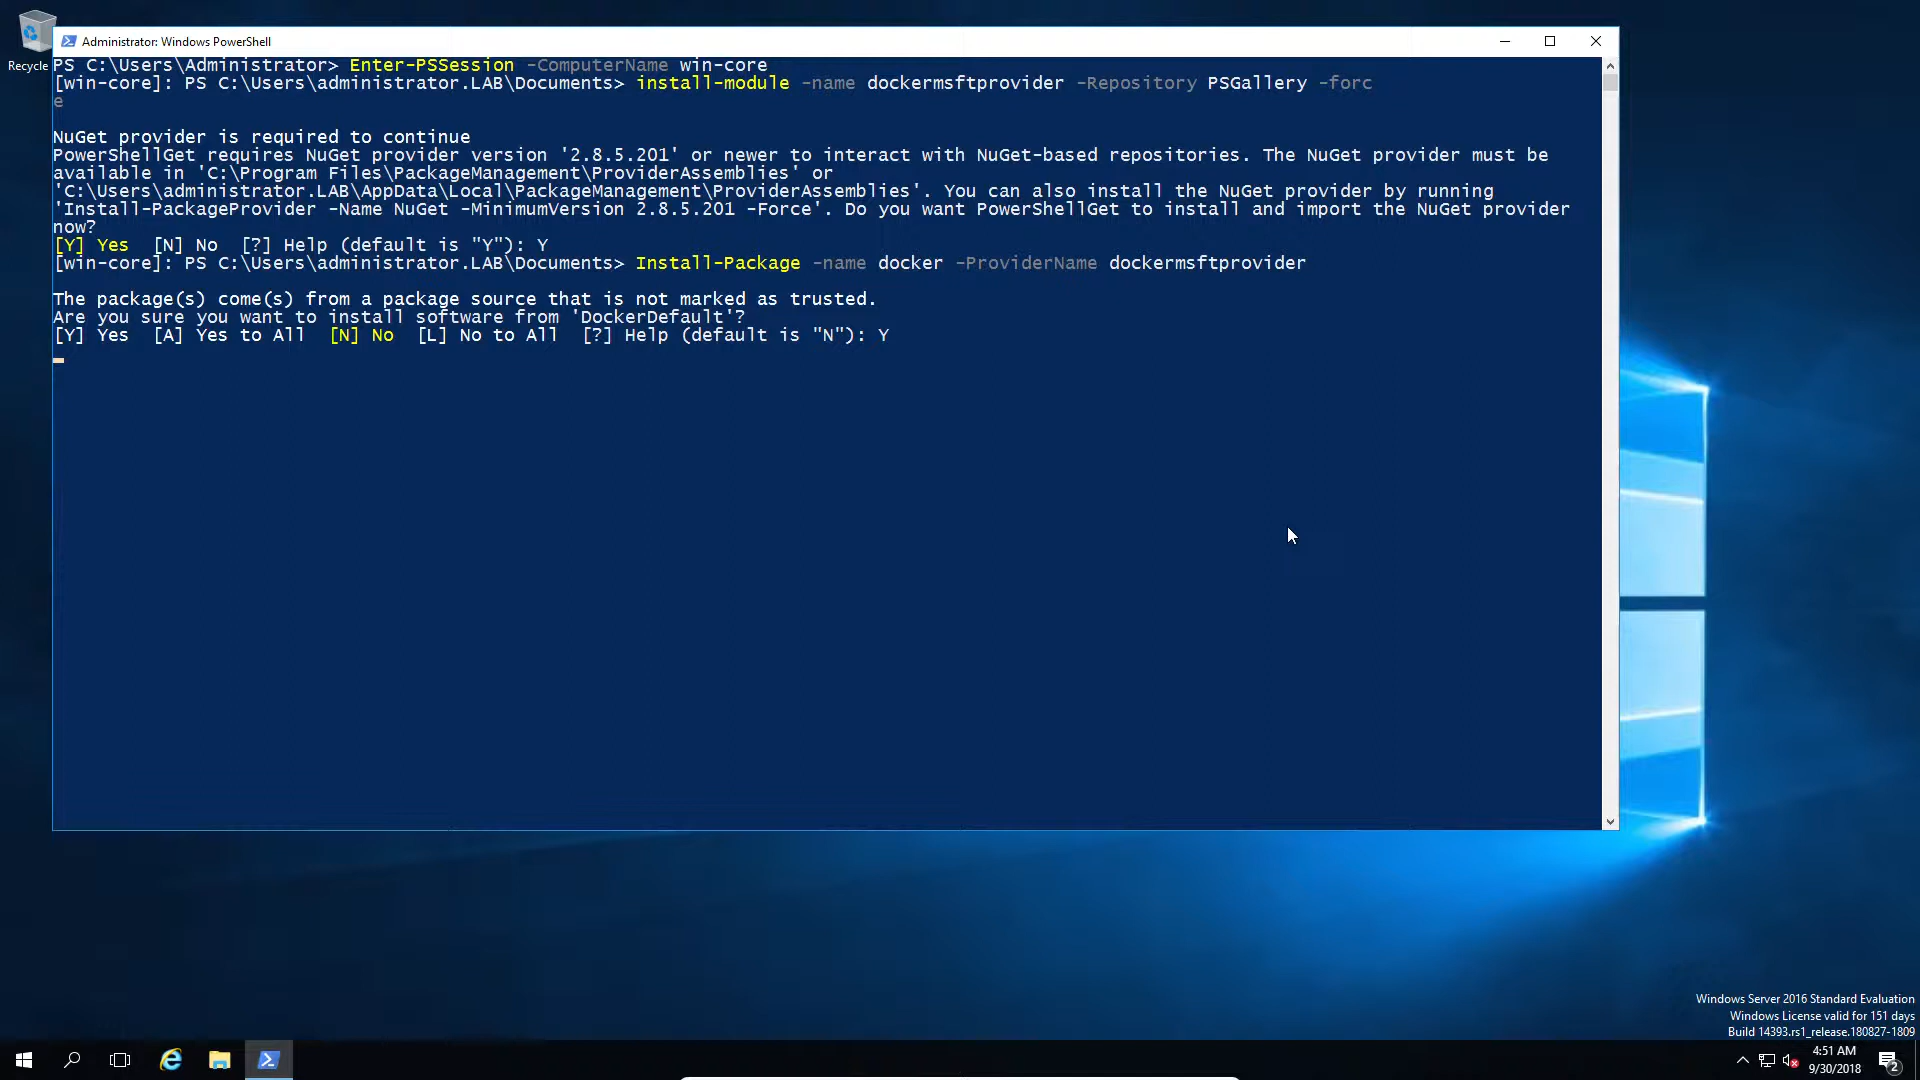 Recycle
Administrator: Windows PowerShell
PS C:\Users\Administrator> Enter-PSSession -ComputerName win-core
[win-core]: PS C:\Users\administrator.LAB\Documents> install-module -name dockermsftprovider -Repository PSGallery -forc
e
NuGet provider is required to continue
PowerShellGet requires NuGet provider version '2.8.5.201' or newer to interact with NuGet-based repositories. The NuGet provider must be
available in 'C:\Program Files\PackageManagement\ProviderAssemblies' or
'C:\Users\administrator.LAB\AppData\Local\PackageManagement\ProviderAssemblies'. You can also install the NuGet provider by running
'Install-PackageProvider -Name NuGet -MinimumVersion 2.8.5.201 -Force'. Do you want PowerShellGet to install and import the NuGet provider
now?
[Y] Yes  [N] No  [?] Help (default is "Y"): Y
[win-core]: PS C:\Users\administrator.LAB\Documents> Install-Package -name docker -ProviderName dockermsftprovider
The package(s) come(s) from a package source that is not marked as trusted.
Are you sure you want to install software from 'DockerDefault'?
[Y] Yes  [A] Yes to All  [N] No  [L] No to All  [?] Help (default is "N"): Y
Windows Server 2016 Standard Evaluation
Windows License valid for 151 days
Build 14393.rs1_release.180827-1809
4:51 AM
9/30/2018
2